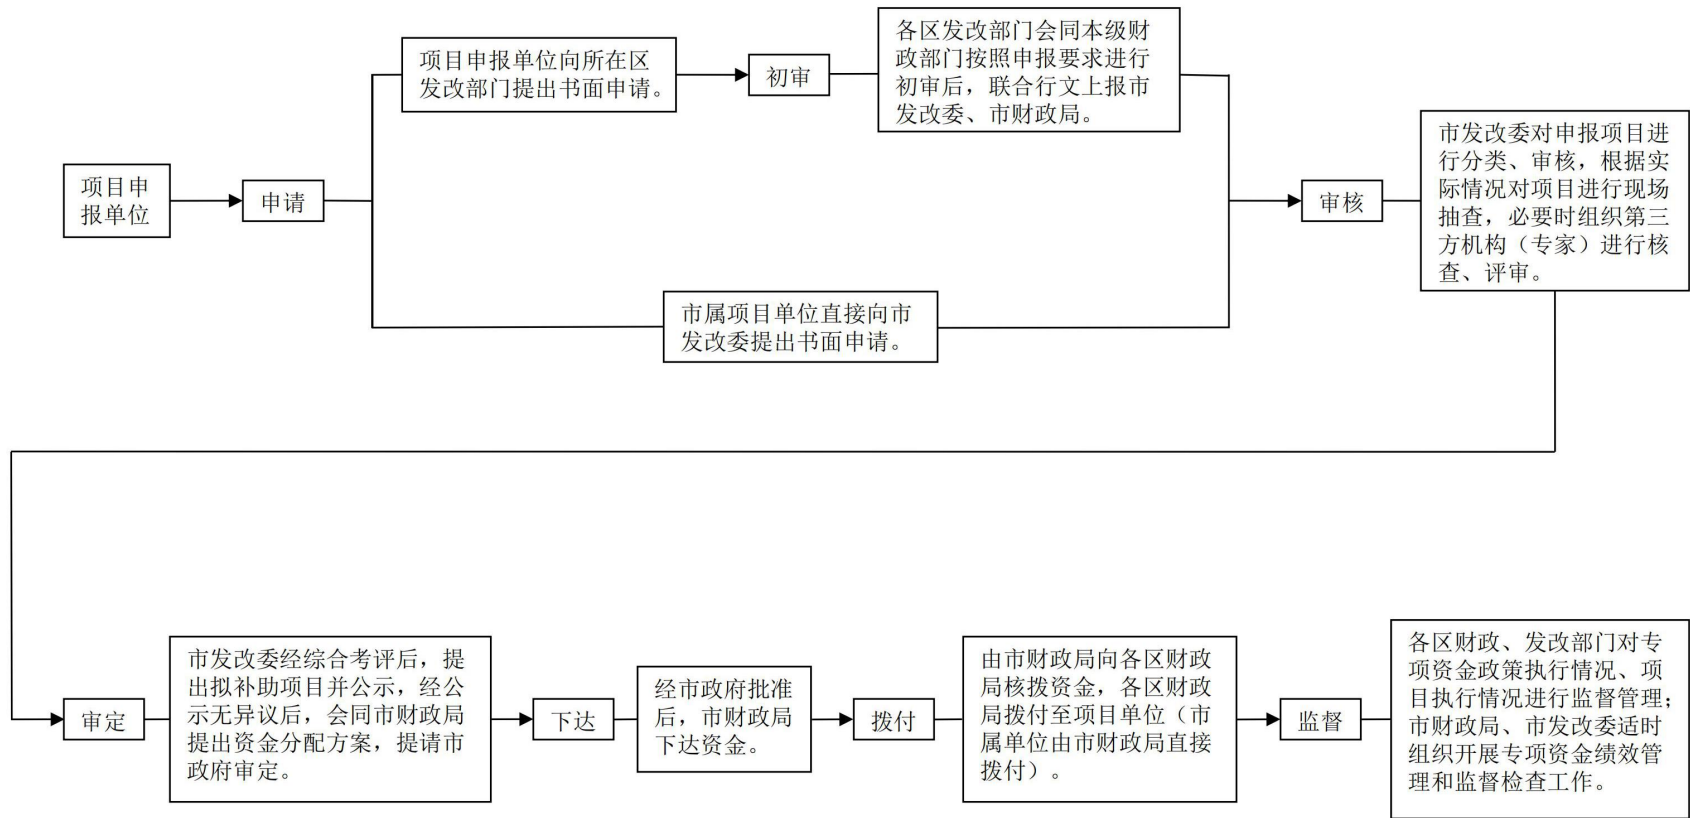 项目申
报单位
申请
项目申报单位向所在区
发改部门提出书面申请。
初审
各区发改部门会同本级财
政部门按照申报要求进行
初审后，联合行文上报市
发改委、市财政局。
市属项目单位直接向市
发改委提出书面申请。
审核
市发改委对申报项目进
行分类、审核，根据实
际情况对项目进行现场
抽查，必要时组织第三
方机构（专家）进行核
查、评审。
审定
市发改委经综合考评后，提
出拟补助项目并公示，经公
示无异议后，会同市财政局
提出资金分配方案，提请市
政府审定。
下达
经市政府批准
后，市财政局
下达资金。
拨付
由市财政局向各区财政
局核拨资金，各区财政
局拨付至项目单位（市
属单位由市财政局直接
拨付）。
监督
各区财政、发改部门对专
项资金政策执行情况、项
目执行情况进行监督管理；
市财政局、市发改委适时
组织开展专项资金绩效管
理和监督检查工作。